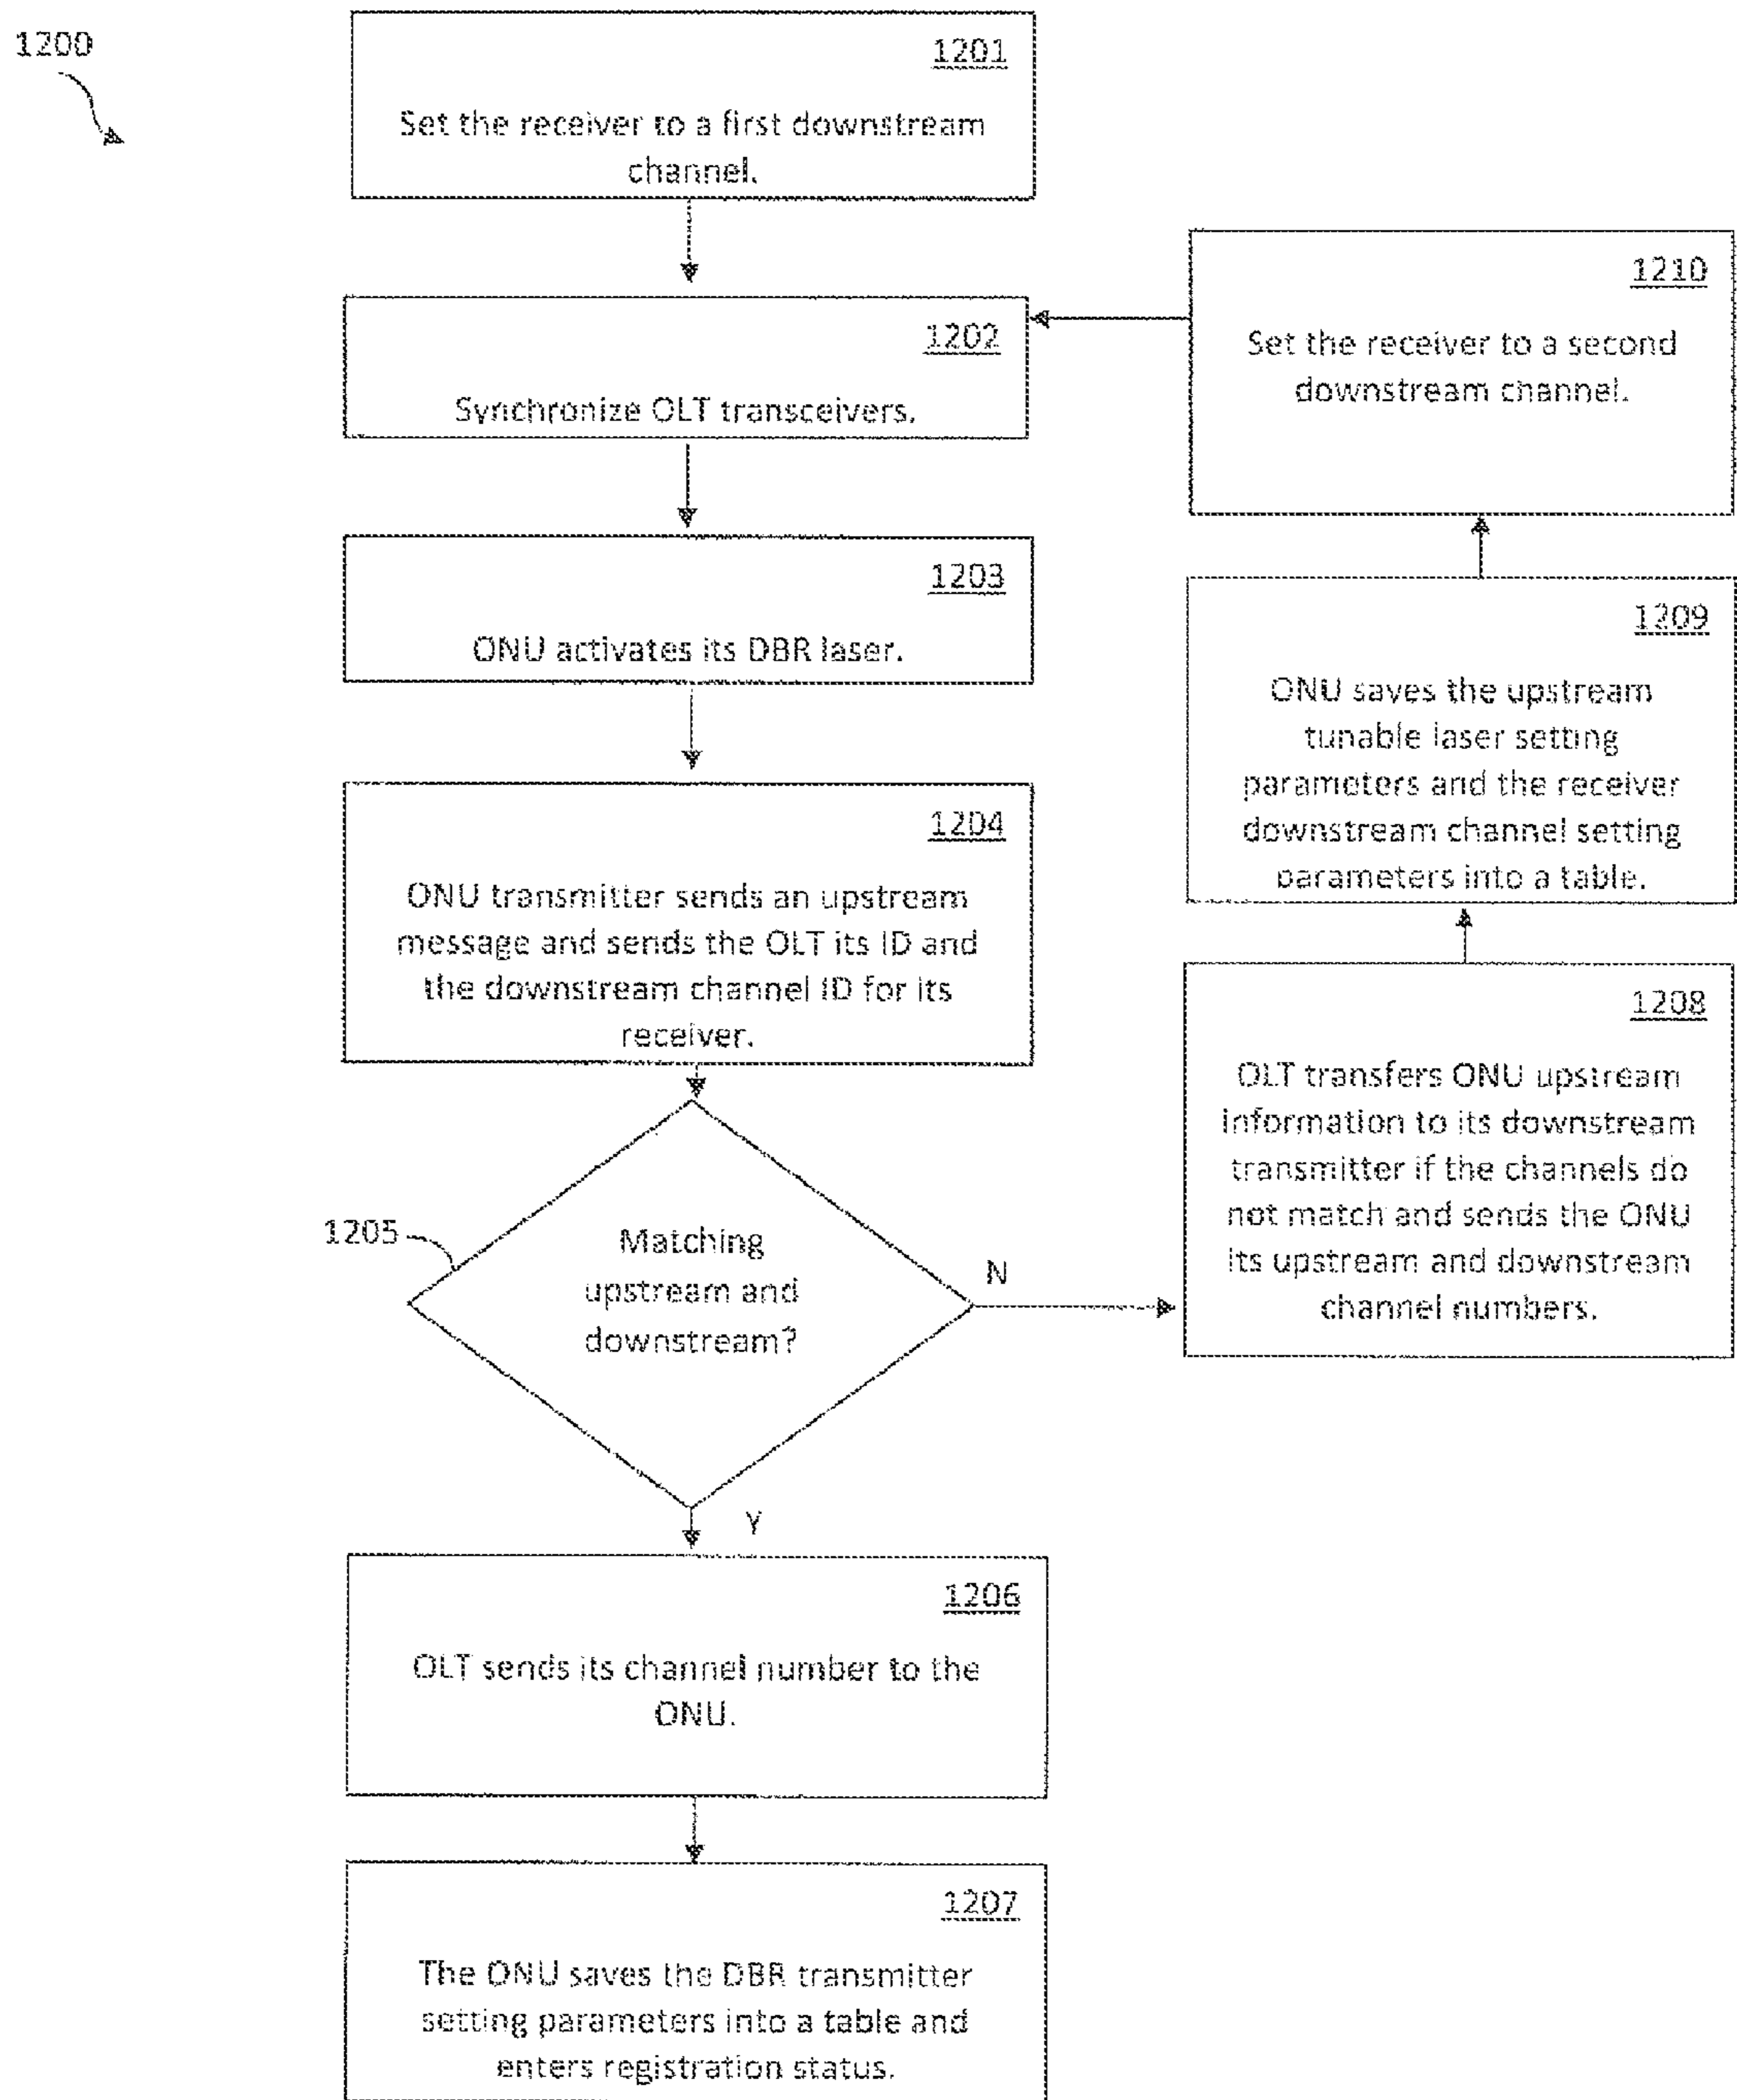 1200
1201
Set the receiver to a first downstream
channel.
1202
Synchronize OLT transceivers.
1203
ONU activates its DBR laser.
1204
ONU transmitter sends an upstream
message and sends the OLT its ID and
the downstream channel ID for its
receiver.
1205
Matching
upstream and
downstream?
N
Y
1206
OLT sends its channel number to the
ONU.
1207
The ONU saves the DBR transmitter
setting parameters into a table and
enters registration status.
1208
OLT transfers ONU upstream
information to its downstream
transmitter if the channels do
not match and sends the ONU
its upstream and downstream
channel numbers.
1209
ONU saves the upstream
tunable laser setting
parameters and the receiver
downstream channel setting
parameters into a table.
1210
Set the receiver to a second
downstream channel.